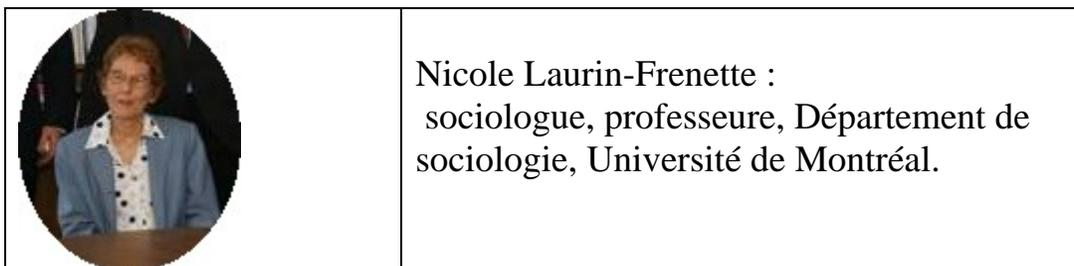 Nicole Laurin-Frenette :
sociologue, professeure, Département de
sociologie, Université de Montréal.